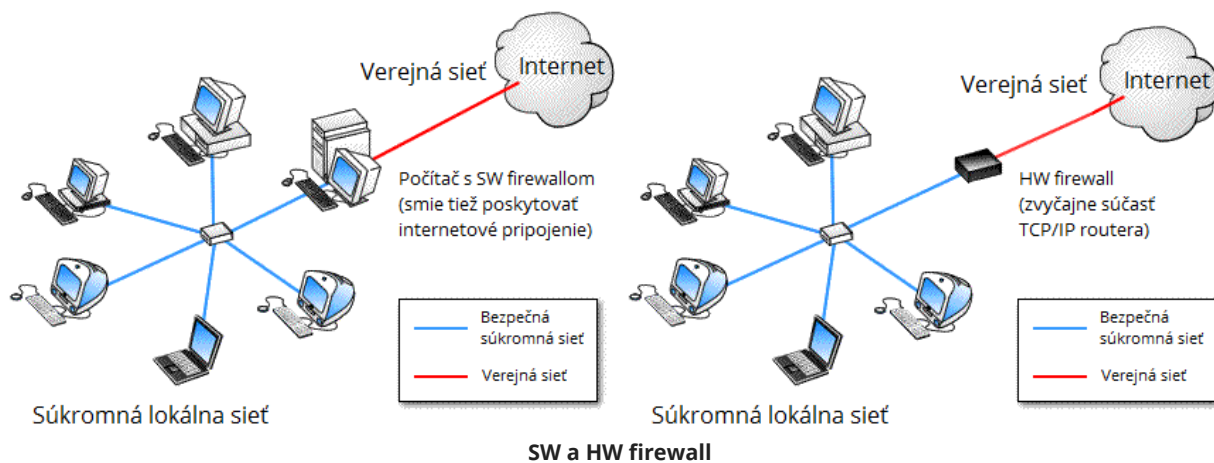 Verejná sieť
Internet
Počítač s SW firewallom
(smie tiež poskytovať
internetové pripojenie)
Bezpečná
súkromná sieť
Verejná sieť
Súkromná lokálna sieť
Verejná sieť
Internet
HW firewall
(zvyčajne súčasť
TCP/IP routera)
Bezpečná
súkromná sieť
Verejná sieť
Súkromná lokálna sieť
SW a HW firewall